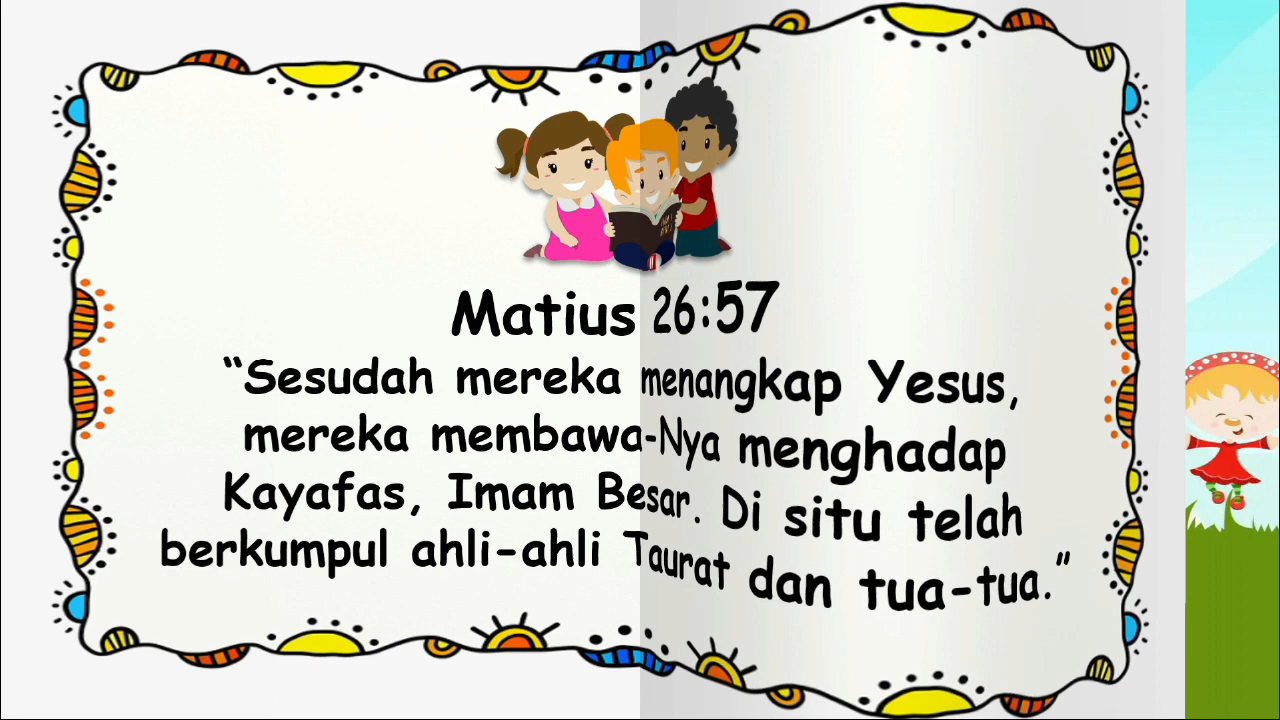 Matius 26:57
“Sesudah mereka menangkap Yesus,
mereka membawa-Nya menghadap
Kayafas, Imam Besar. Di situ telah
berkumpul ahli-ahli Taurat dan tua-tua.”